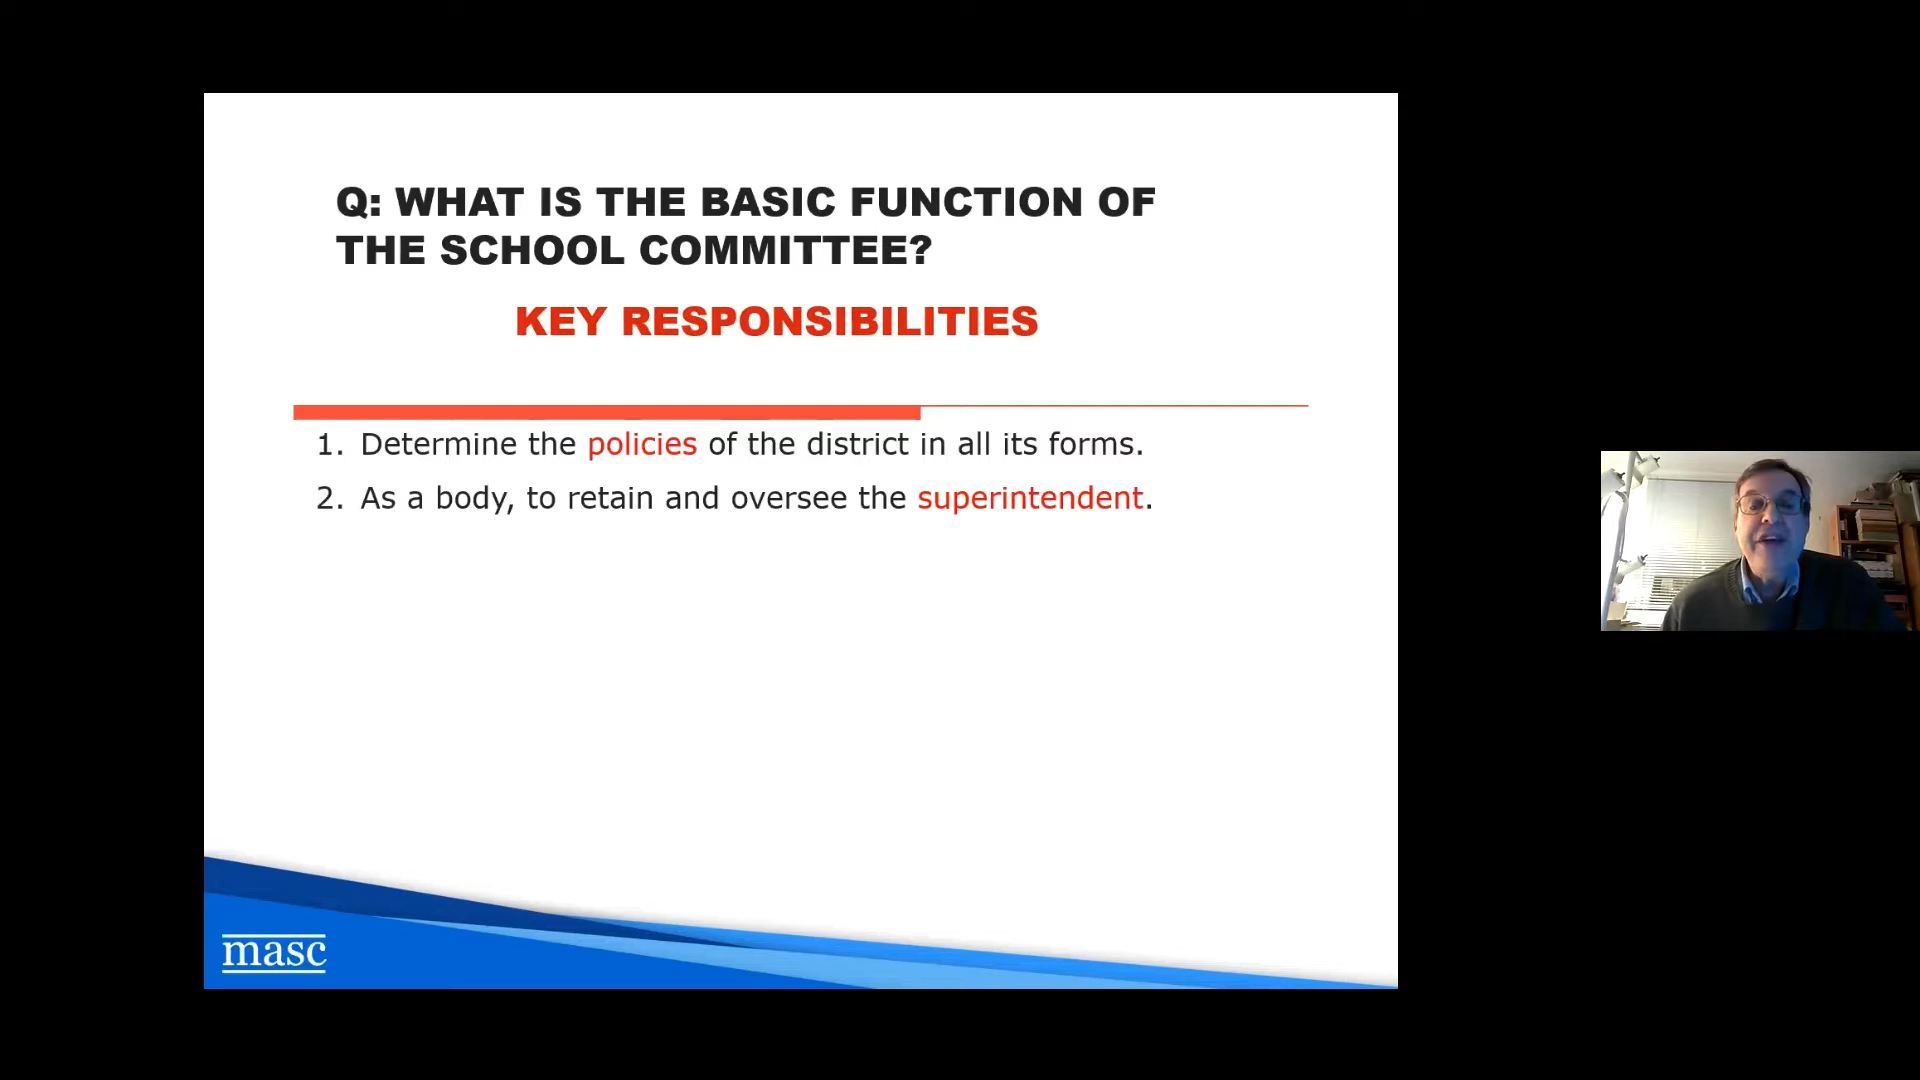 Q: WHAT IS THE BASIC FUNCTION OF
THE SCHOOL COMMITTEE?
KEY RESPONSIBILITIES
1. Determine the policies of the district in all its forms.
2. As a body, to retain and oversee the superintendent.
masc